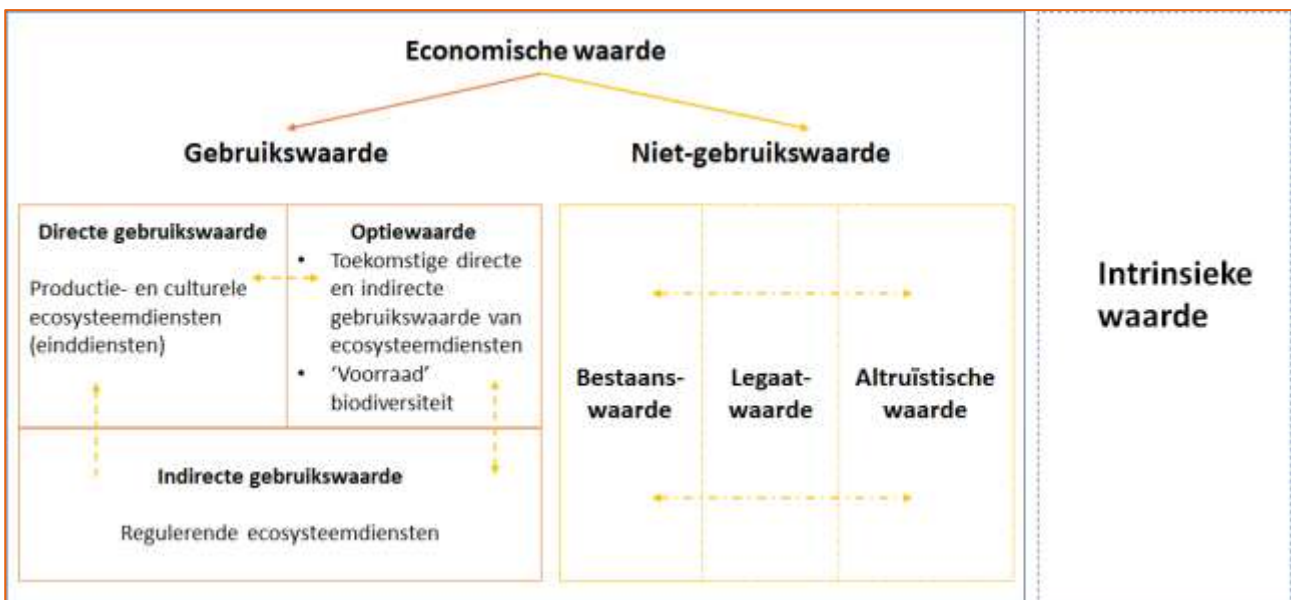 Economische waarde
Gebruikswaarde
Niet-gebruikswaarde
Directe gebruikswaarde
Productie- en culturele
ecosysteemdiensten
(einddiensten)
Optiewaarde
• Toekomstige directe
en indirecte
gebruikswaarde van
ecosysteemdiensten
• ‘Voorraad’
biodiversiteit
Indirecte gebruikswaarde
Regulerende ecosysteemdiensten
Bestaans-
waarde
Legaat-
waarde
Altruïstische
waarde
Intrinsieke
waarde